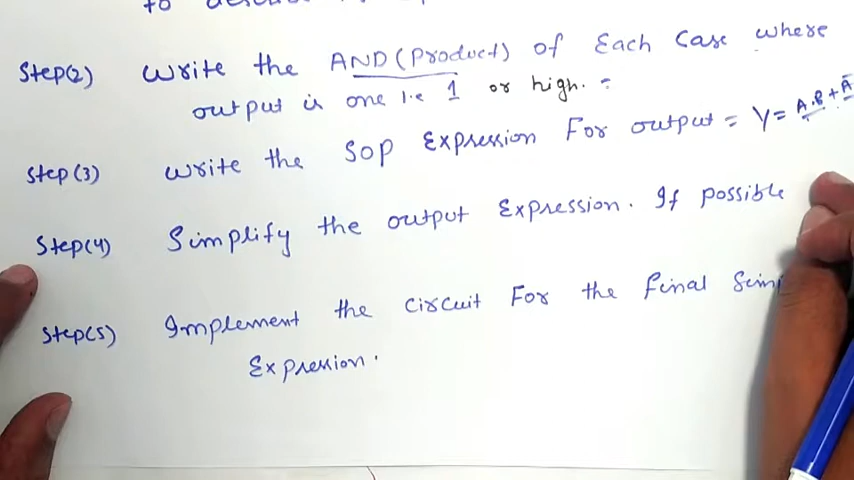 to
Step(2) Write the AND (Product) of Each Case where
output is one i.e 1 or high.
Step (3) Write the SOP Expression For output = Y = A.B + A̅
Step(4) Simplify the output Expression. If possible
Step(5) Implement the circuit For the final
Expression.